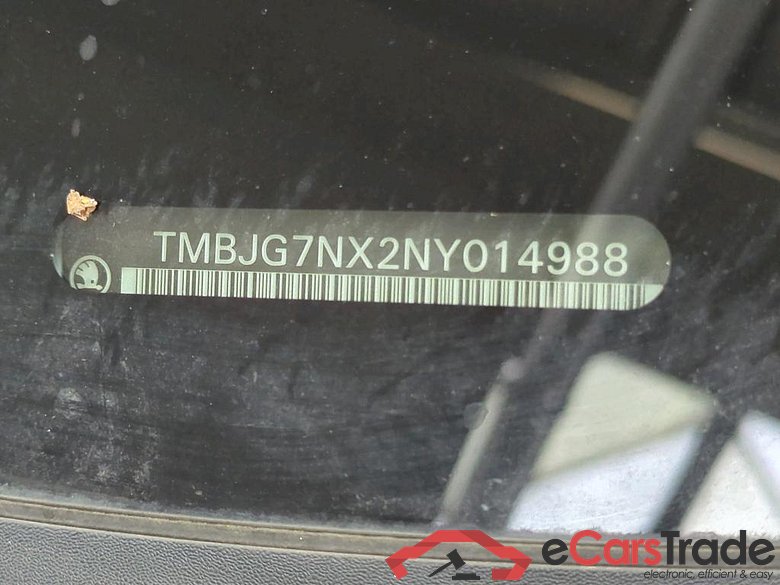 TMBJG7NX2NY014988
eCarsTrade
electronic, efficient & easy